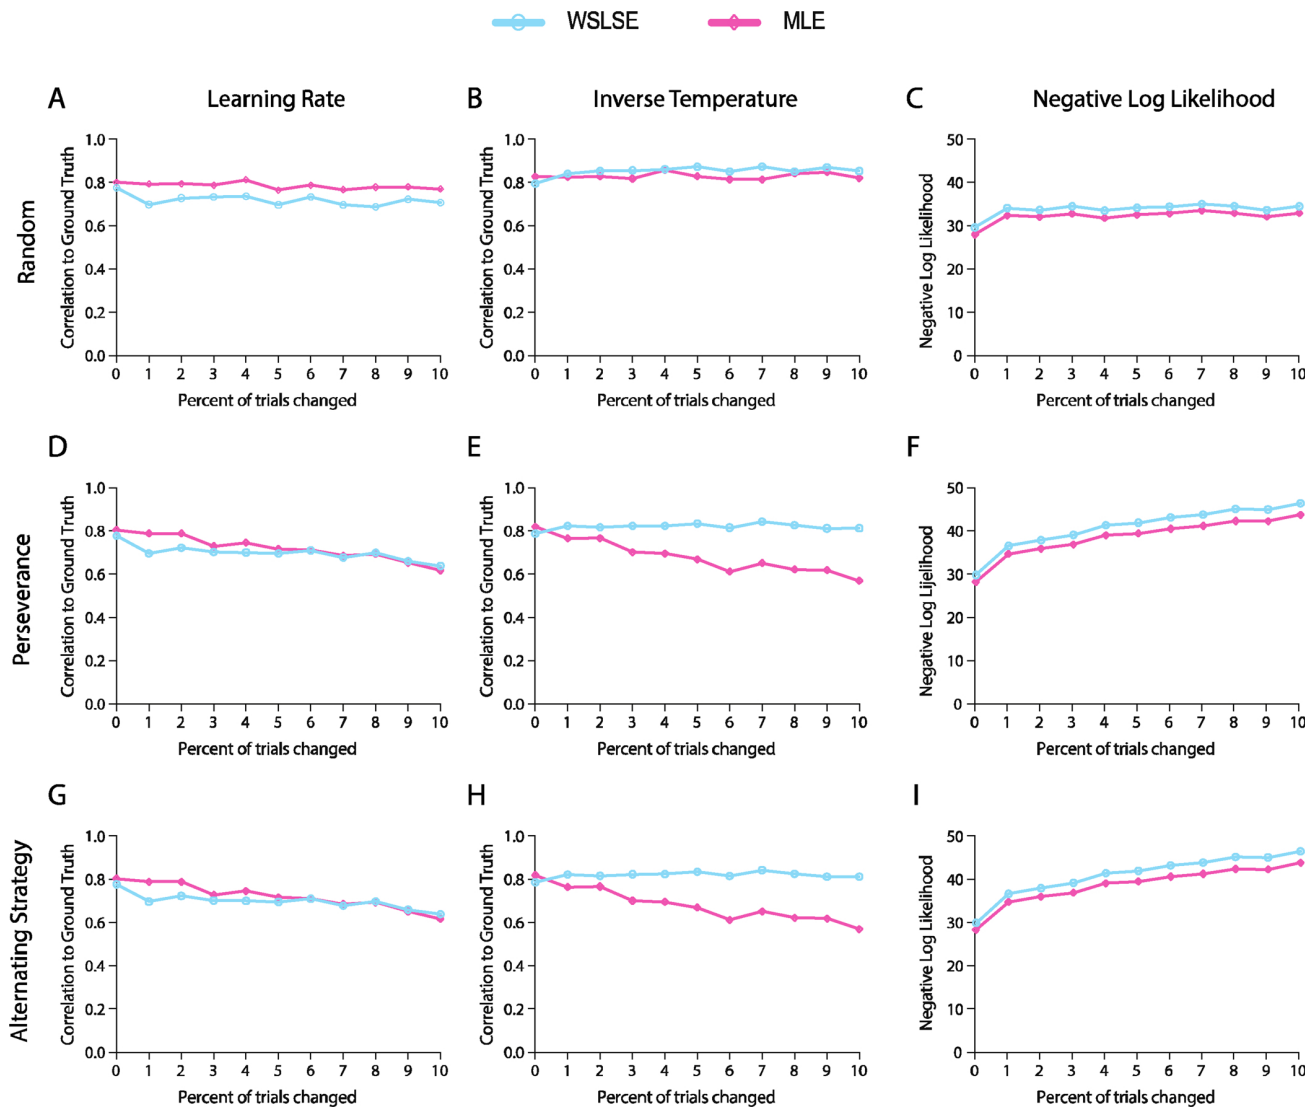 WSLSE MLE
A Learning Rate B Inverse Temperature C Negative Log Likelihood
Random
Correlation to Ground Truth
1.0
0.8
0.6
0.4
0.2
0.0
0 1 2 3 4 5 6 7 8 9 10
Percent of trials changed
Correlation to Ground Truth
1.0
0.8
0.6
0.4
0.2
0.0
0 1 2 3 4 5 6 7 8 9 10
Percent of trials changed
Negative Log Likelihood
50
40
30
20
10
0
0 1 2 3 4 5 6 7 8 9 10
Percent of trials changed
D E F
Perseverance
Correlation to Ground Truth
1.0
0.8
0.6
0.4
0.2
0.0
0 1 2 3 4 5 6 7 8 9 10
Percent of trials changed
Correlation to Ground Truth
1.0
0.8
0.6
0.4
0.2
0.0
0 1 2 3 4 5 6 7 8 9 10
Percent of trials changed
Negative Log Lijelihood
50
40
30
20
10
0
0 1 2 3 4 5 6 7 8 9 10
Percent of trials changed
G H I
Alternating Strategy
Correlation to Ground Truth
1.0
0.8
0.6
0.4
0.2
0.0
0 1 2 3 4 5 6 7 8 9 10
Percent of trials changed
Correlation to Ground Truth
1.0
0.8
0.6
0.4
0.2
0.0
0 1 2 3 4 5 6 7 8 9 10
Percent of trials changed
Negative Log Likelihood
50
40
30
20
10
0
0 1 2 3 4 5 6 7 8 9 10
Percent of trials changed